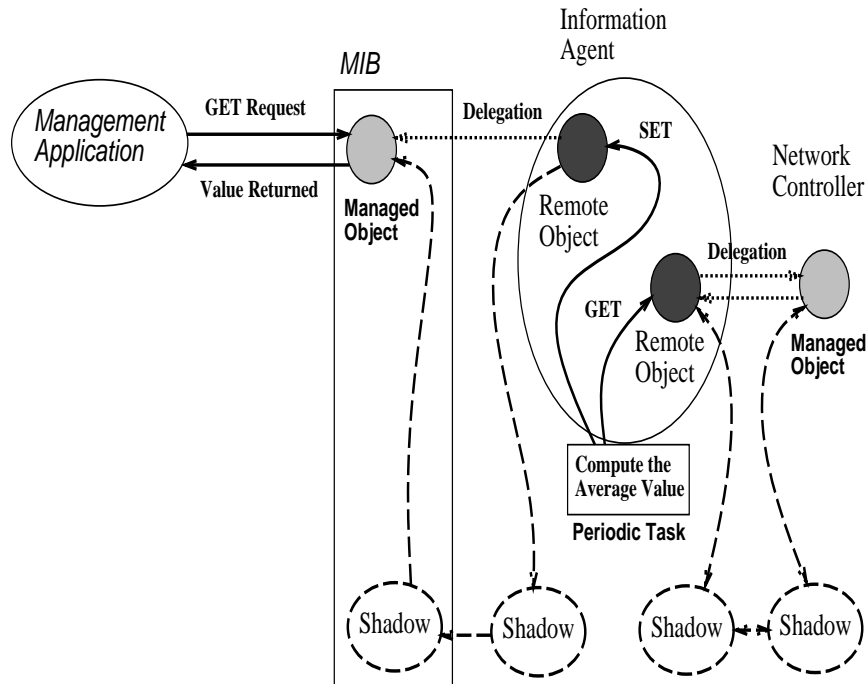 Information
Agent
MIB
GET Request
Delegation
SET
Management
Application
Network
Controller
Value Returned
Managed
Object
Remote
Object
Delegation
GET
Remote
Object
Managed
Object
Compute the
Average Value
Periodic Task
Shadow
Shadow
Shadow
Shadow